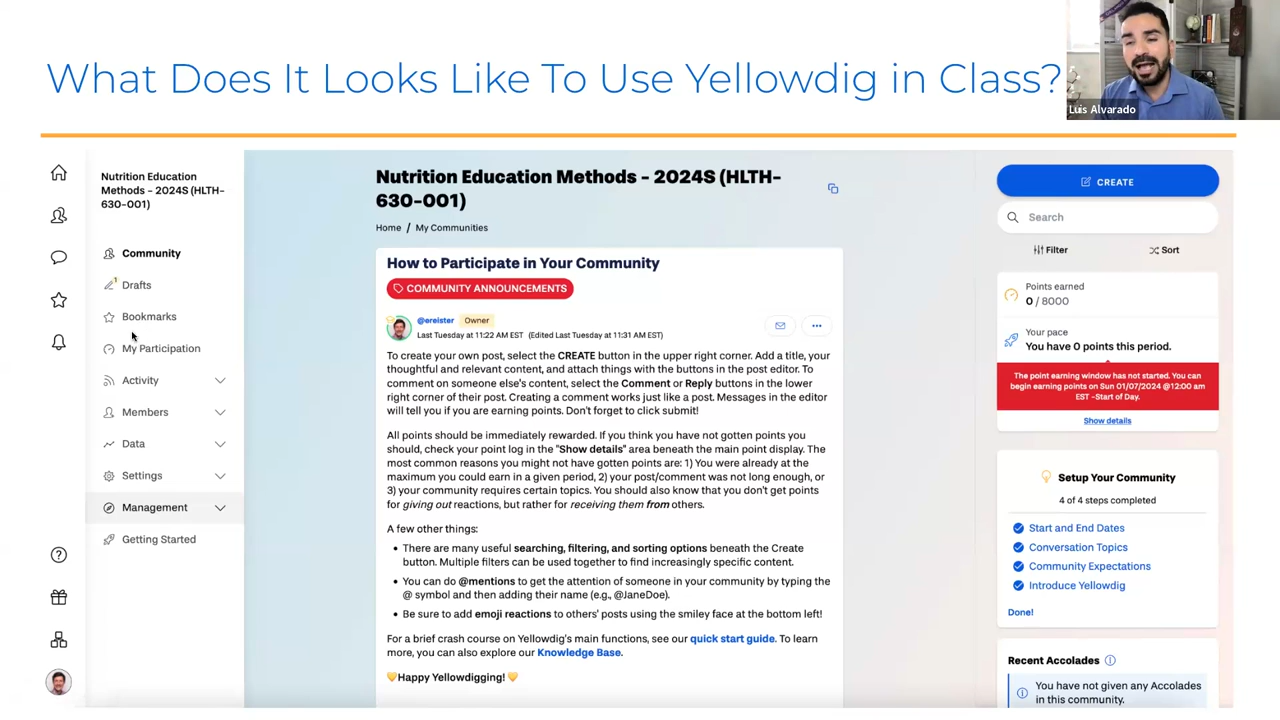 What Does It Looks Like To Use Yellowdig in Class?
Luis Alvarado
Nutrition Education
Methods - 2024S (HLTH-
630-001)
Community
Drafts
Bookmarks
My Participation
Activity
Members
Data
Settings
Management
Getting Started
Nutrition Education Methods - 2024S (HLTH-
630-001)
Home / My Communities
How to Participate in Your Community
COMMUNITY ANNOUNCEMENTS
@ereister Owner
Last Tuesday at 11:22 AM EST (Edited Last Tuesday at 11:31 AM EST)
To create your own post, select the CREATE button in the upper right corner. Add a title, your
thoughtful and relevant content, and attach things with the buttons in the post editor. To
comment on someone else's content, select the Comment or Reply buttons in the lower
right corner of their post. Creating a comment works just like a post. Messages in the editor
will tell you if you are earning points. Don't forget to click submit!
All points should be immediately rewarded. If you think you have not gotten points you
should, check your point log in the "Show details" area beneath the main point display. The
most common reasons you might not have gotten points are: 1) You were already at the
maximum you could earn in a given period, 2) your post/comment was not long enough, or
3) your community requires certain topics. You should also know that you don't get points
for giving out reactions, but rather for receiving them from others.
A few other things:
• There are many useful searching, filtering, and sorting options beneath the Create
button. Multiple filters can be used together to find increasingly specific content.
• You can do @mentions to get the attention of someone in your community by typing the
@ symbol and then adding their name (e.g., @JaneDoe).
• Be sure to add emoji reactions to others' posts using the smiley face at the bottom left!
For a brief crash course on Yellowdig's main functions, see our quick start guide. To learn
more, you can also explore our Knowledge Base.
💛Happy Yellowdigging!💛
CREATE
Search
Filter
Sort
Points earned
0 / 8000
Your pace
You have 0 points this period.
The point earning window has not started. You can
begin earning points on Sun 01/07/2024 @12:00 am
EST -Start of Day.
Show details
Setup Your Community
4 of 4 steps completed
Start and End Dates
Conversation Topics
Community Expectations
Introduce Yellowdig
Done!
Recent Accolades
You have not given any Accolades
in this community.